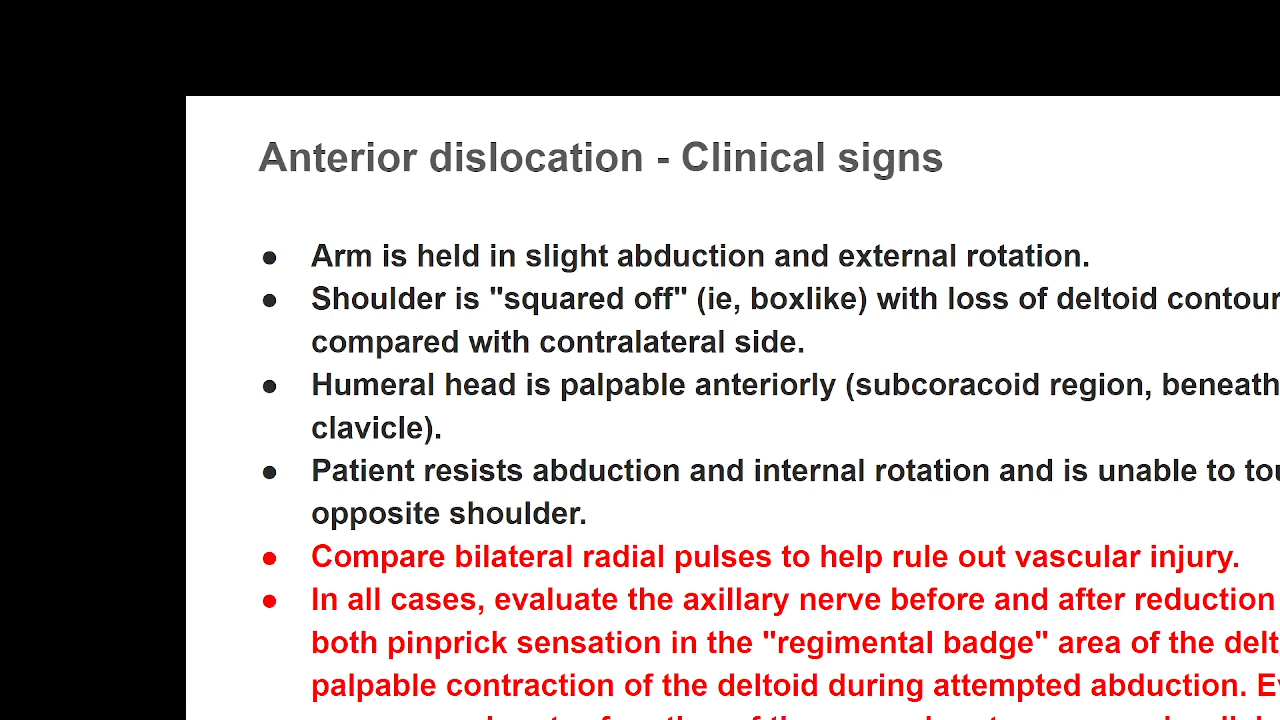 Anterior dislocation - Clinical signs
● Arm is held in slight abduction and external rotation.
● Shoulder is "squared off" (ie, boxlike) with loss of deltoid contour
compared with contralateral side.
● Humeral head is palpable anteriorly (subcoracoid region, beneath
clavicle).
● Patient resists abduction and internal rotation and is unable to
opposite shoulder.
● Compare bilateral radial pulses to help rule out vascular injury.
● In all cases, evaluate the axillary nerve before and after reduction
both pinprick sensation in the "regimental badge" area of the
palpable contraction of the deltoid during attempted abduction.